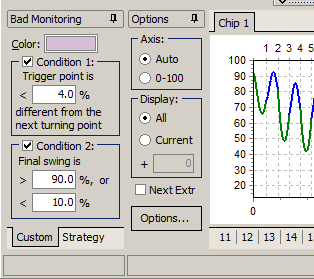 Bad Monitoring
Color:
Condition 1:
Trigger point is
< 4.0 %
different from the
next turning point
Condition 2:
Final swing is
> 90.0 %, or
< 10.0 %
Custom Strategy
Options
Axis:
Auto
0-100
Display:
All
Current
+ 0
Next Extr
Options...
Chip 1
1 2 3 4 5
100
90
80
70
60
50
40
30
20
0
11 12 13 14 1